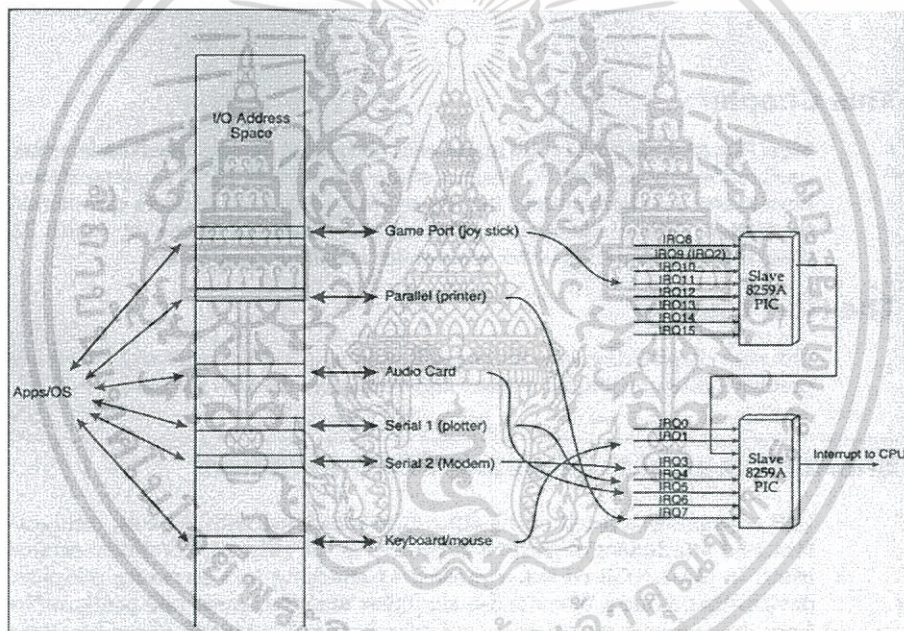 I/O Address
Space
Game Port (joy stick)
Parallel (printer)
Audio Card
Serial 1 (plotter)
Serial 2 (Modem)
Keyboard/mouse
Apps/OS
IRQ8
IRQ9 (IRQ2)
IRQ10
IRQ11
IRQ12
IRQ13
IRQ14
IRQ15
Slave
8259A
PIC
IRQ0
IRQ1
IRQ3
IRQ4
IRQ5
IRQ6
IRQ7
Slave
8259A
PIC
Interrupt to CPU